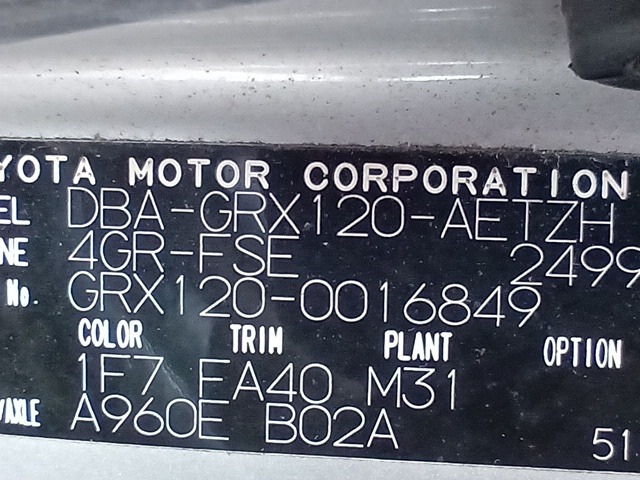 YOTA MOTOR CORPORATION
EL DBA-GRX120-AETZH
NE 4GR-FSE 2499
No. GRX120-0016849
COLOR TRIM PLANT OPTION
1F7 FA40 M31
/AXLE A960E B02A
51